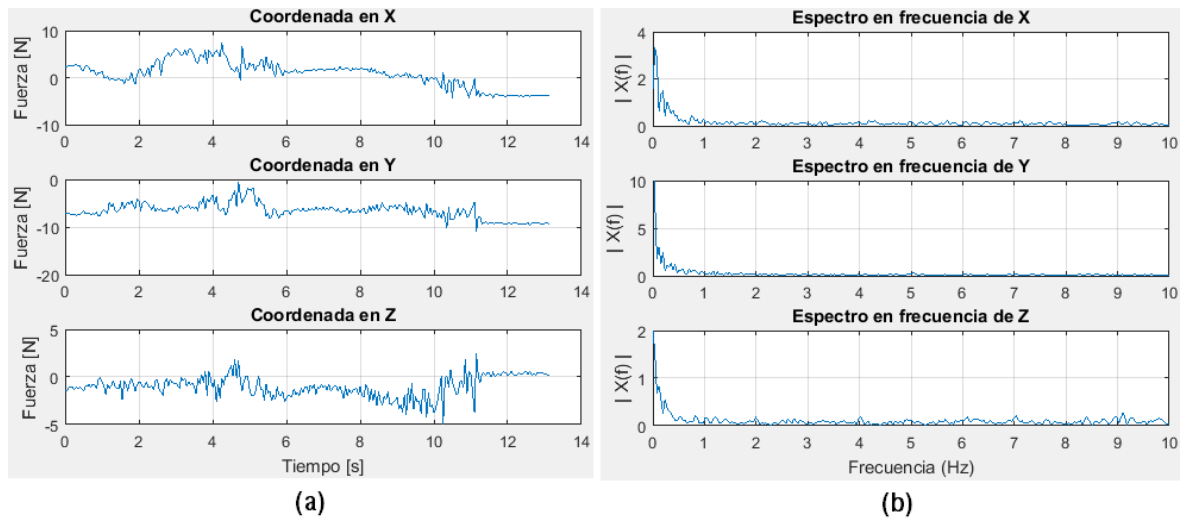 Coordenada en X
Fuerza [N]
10
0
-10
0 2 4 6 8 10 12 14
Coordenada en Y
Fuerza [N]
0
-10
-20
0 2 4 6 8 10 12 14
Coordenada en Z
Fuerza [N]
5
0
-5
0 2 4 6 8 10 12 14
Tiempo [s]
(a)
Espectro en frecuencia de X
| X(f) |
4
2
0
0 1 2 3 4 5 6 7 8 9 10
Espectro en frecuencia de Y
| X(f) |
10
5
0
0 1 2 3 4 5 6 7 8 9 10
Espectro en frecuencia de Z
| X(f) |
2
1
0
0 1 2 3 4 5 6 7 8 9 10
Frecuencia (Hz)
(b)